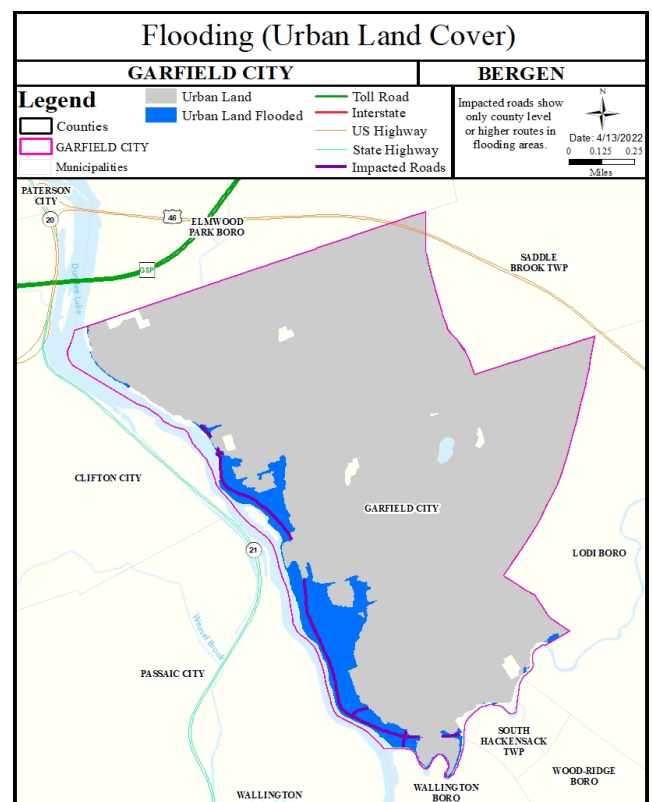 Flooding (Urban Land Cover)
GARFIELD CITY
BERGEN
Legend
Counties
GARFIELD CITY
Municipalities
Urban Land
Urban Land Flooded
Toll Road
Interstate
US Highway
State Highway
Impacted Roads
Impacted roads show
only county level
or higher routes in
flooding areas.
N
Date: 4/13/2022
0 0.125 0.25
Miles
PATERSON
CITY
20
46
ELMWOOD
PARK BORO
GSP
SADDLE
BROOK TWP
Dundee Lake
CLIFTON CITY
GARFIELD CITY
21
LODI BORO
Weasel Brook
PASSAIC CITY
SOUTH
HACKENSACK
TWP
WOOD-RIDGE
BORO
WALLINGTON
WALLINGTON
BORO